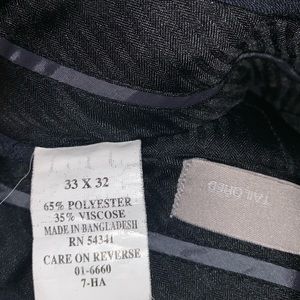 33 X 32
65% POLYESTER
35% VISCOSE
MADE IN BANGLADESH
RN 54341
CARE ON REVERSE
01-6660
7-HA
TAILORED